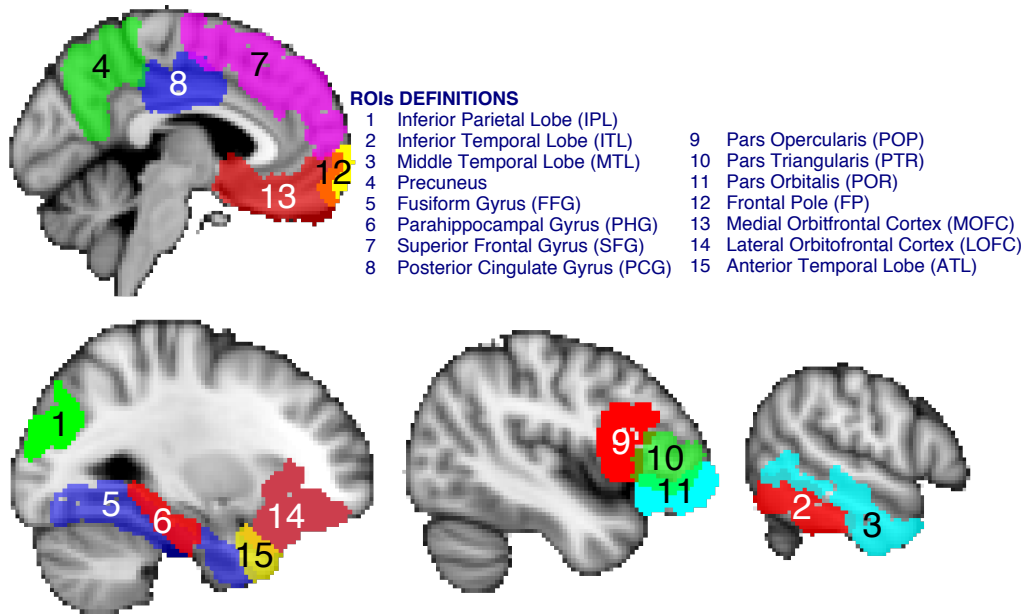 4
7
8
12
13
ROIs DEFINITIONS
1 Inferior Parietal Lobe (IPL)
2 Inferior Temporal Lobe (ITL)
3 Middle Temporal Lobe (MTL)
4 Precuneus
5 Fusiform Gyrus (FFG)
6 Parahippocampal Gyrus (PHG)
7 Superior Frontal Gyrus (SFG)
8 Posterior Cingulate Gyrus (PCG)
9 Pars Opercularis (POP)
10 Pars Triangularis (PTR)
11 Pars Orbitalis (POR)
12 Frontal Pole (FP)
13 Medial Orbitfrontal Cortex (MOFC)
14 Lateral Orbitofrontal Cortex (LOFC)
15 Anterior Temporal Lobe (ATL)
1
5
6
14
15
9
10
11
2
3